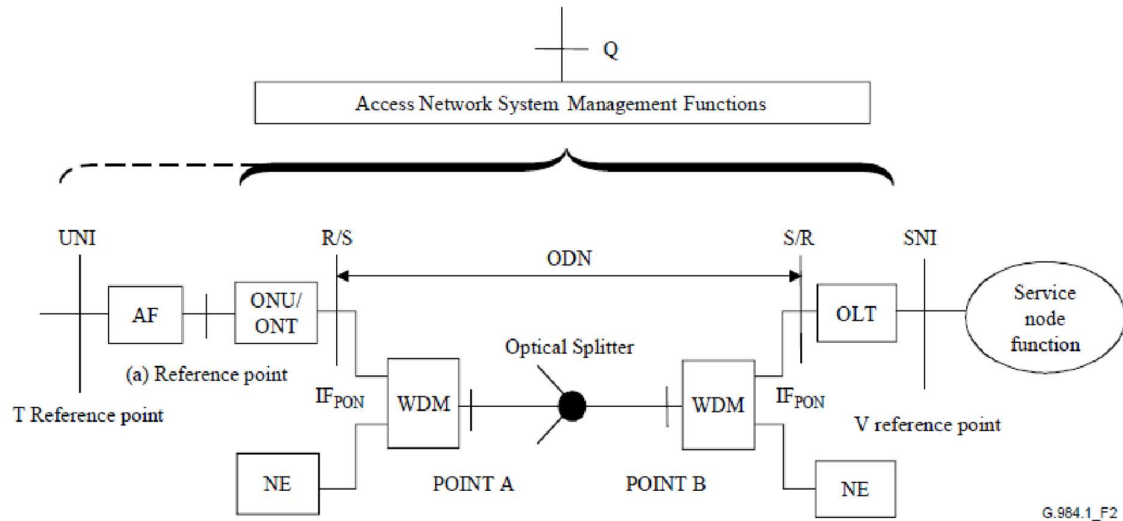 Q
Access Network System Management Functions
UNI
R/S
ODN
S/R
SNI
AF
ONU/
ONT
OLT
Service
node
function
(a) Reference point
Optical Splitter
T Reference point
IFPON
WDM
WDM
IFPON
V reference point
NE
POINT A
POINT B
NE
G.984.1_F2